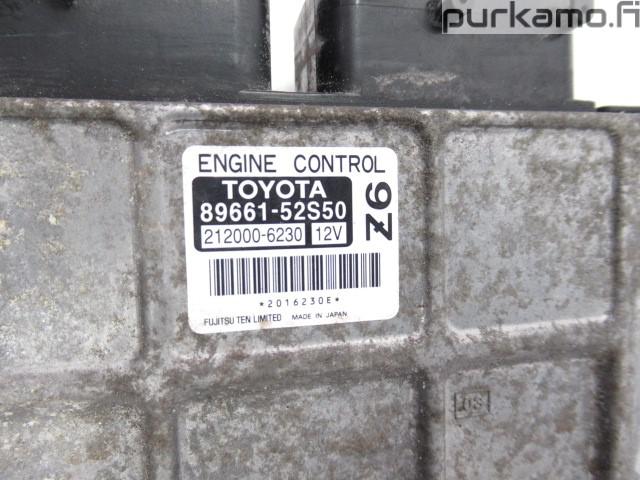 purkamo.fi
ENGINE CONTROL
TOYOTA
89661-52S50
212000-6230 12V
Z6
*2016230E*
FUJITSU TEN LIMITED MADE IN JAPAN